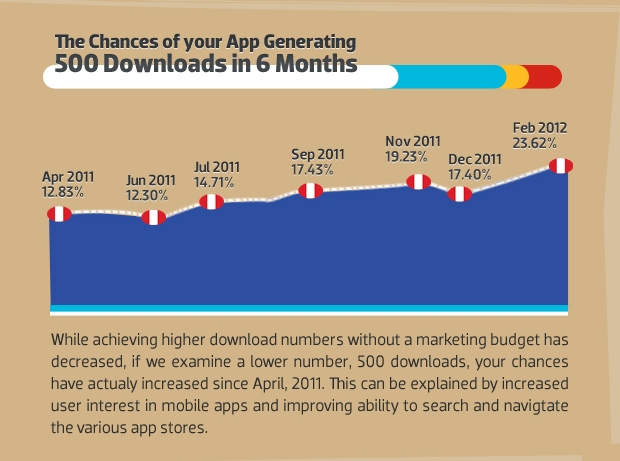 The Chances of your App Generating
500 Downloads in 6 Months
Feb 2012
23.62%
Nov 2011
19.23%
Sep 2011
17.43%
Dec 2011
17.40%
Jul 2011
14.71%
Apr 2011
12.83%
Jun 2011
12.30%
While achieving higher download numbers without a marketing budget has
decreased, if we examine a lower number, 500 downloads, your chances
have actualy increased since April, 2011. This can be explained by increased
user interest in mobile apps and improving ability to search and navigtate
the various app stores.